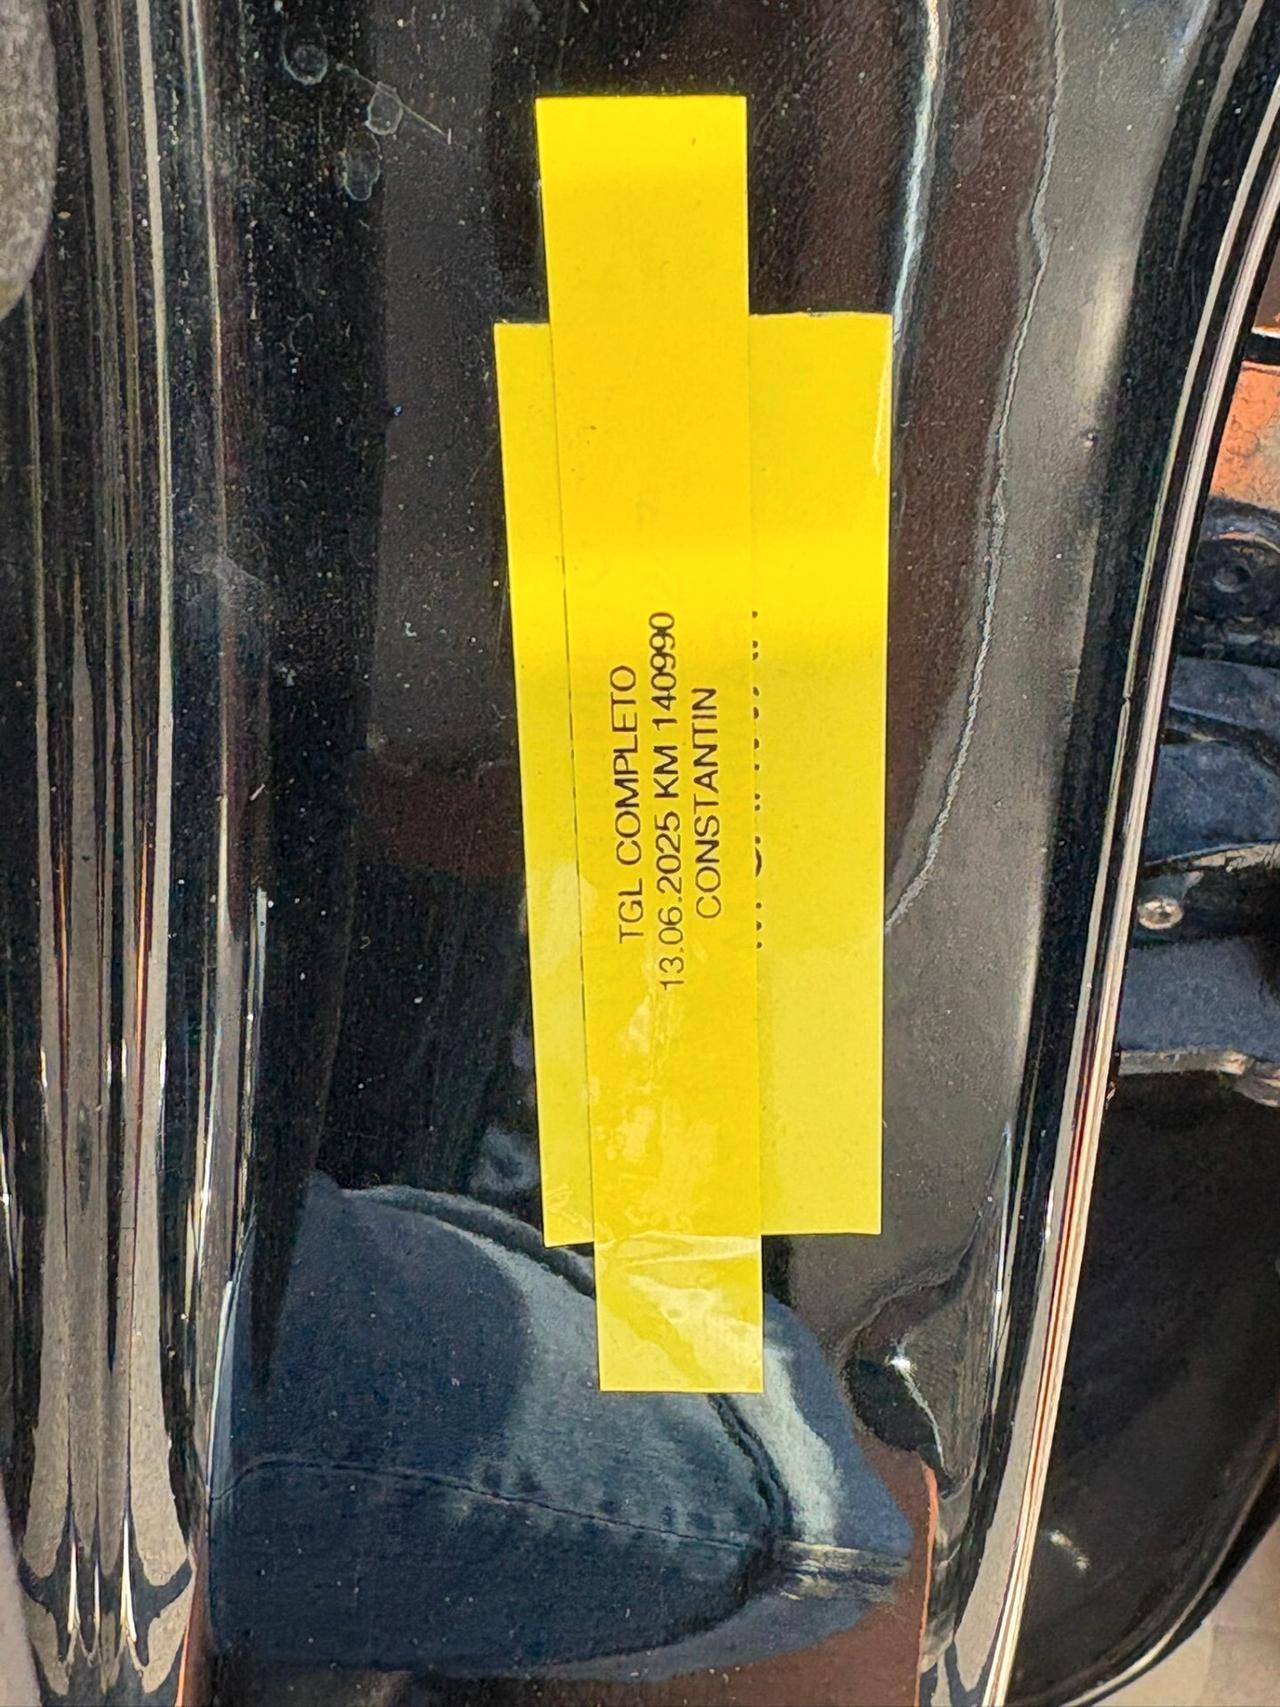 TGL COMPLETO
13.06.2025 KM 140990
CONSTANTIN